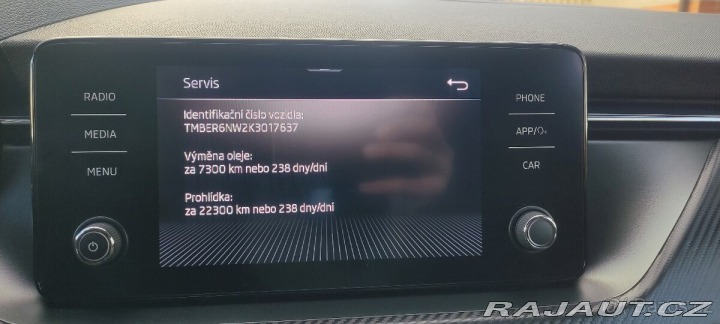 Servis
RADIO
MEDIA
MENU
Identifikační číslo vozidla:
TMBER6NW2K3017637
Výměna oleje:
za 7300 km nebo 238 dny/dní
Prohlídka:
za 22300 km nebo 238 dny/dní
PHONE
APP/
CAR
RAJAUT.CZ